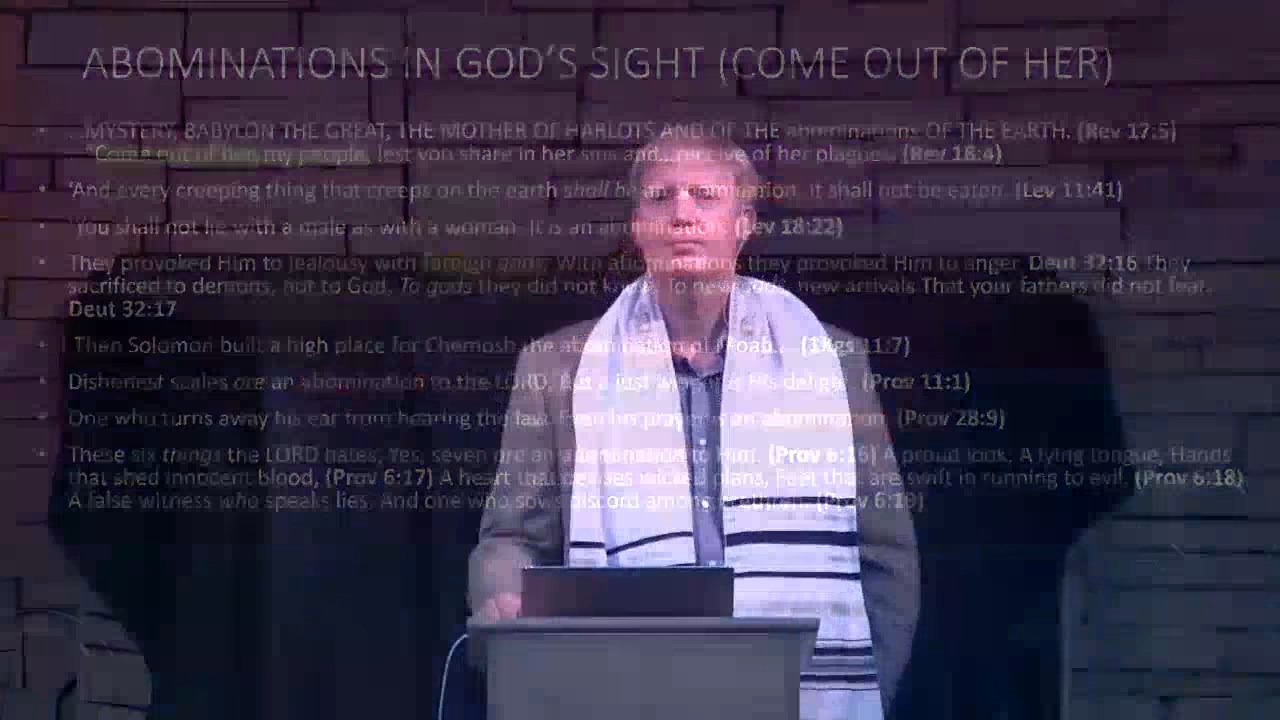 ABOMINATIONS IN GOD'S SIGHT (COME OUT OF HER)
• ...MYSTERY, BABYLON THE GREAT, THE MOTHER OF HARLOTS AND OF THE abominations OF THE EARTH. (Rev 17:5)
"Come out of her, my people, lest you share in her sins and.. receive of her plagues. (Rev 18:4)
• 'And every creeping thing that creeps on the earth shall be an abomination. It shall not be eaten. (Lev 11:41)
• You shall not lie with a male as with a woman. It is an abomination. (Lev 18:22)
• They provoked Him to jealousy with foreign gods; With abominations they provoked Him to anger. Deut 32:16 They
sacrificed to demons, not to God, To gods they did not know, To new gods, new arrivals That your fathers did not fear.
Deut 32:17
• Then Solomon built a high place for Chemosh the abomination of Moab... (1Kgs 11:7)
• Dishonest scales are an abomination to the LORD, But a just weight is His delight. (Prov 11:1)
• One who turns away his ear from hearing the law, Even his prayer is an abomination. (Prov 28:9)
• These six things the LORD hates, Yes, seven are an abomination to Him: (Prov 6:16) A proud look, A lying tongue, Hands
that shed innocent blood, (Prov 6:17) A heart that devises wicked plans, Feet that are swift in running to evil, (Prov 6:18)
A false witness who speaks lies, And one who sows discord among brethren. (Prov 6:19)